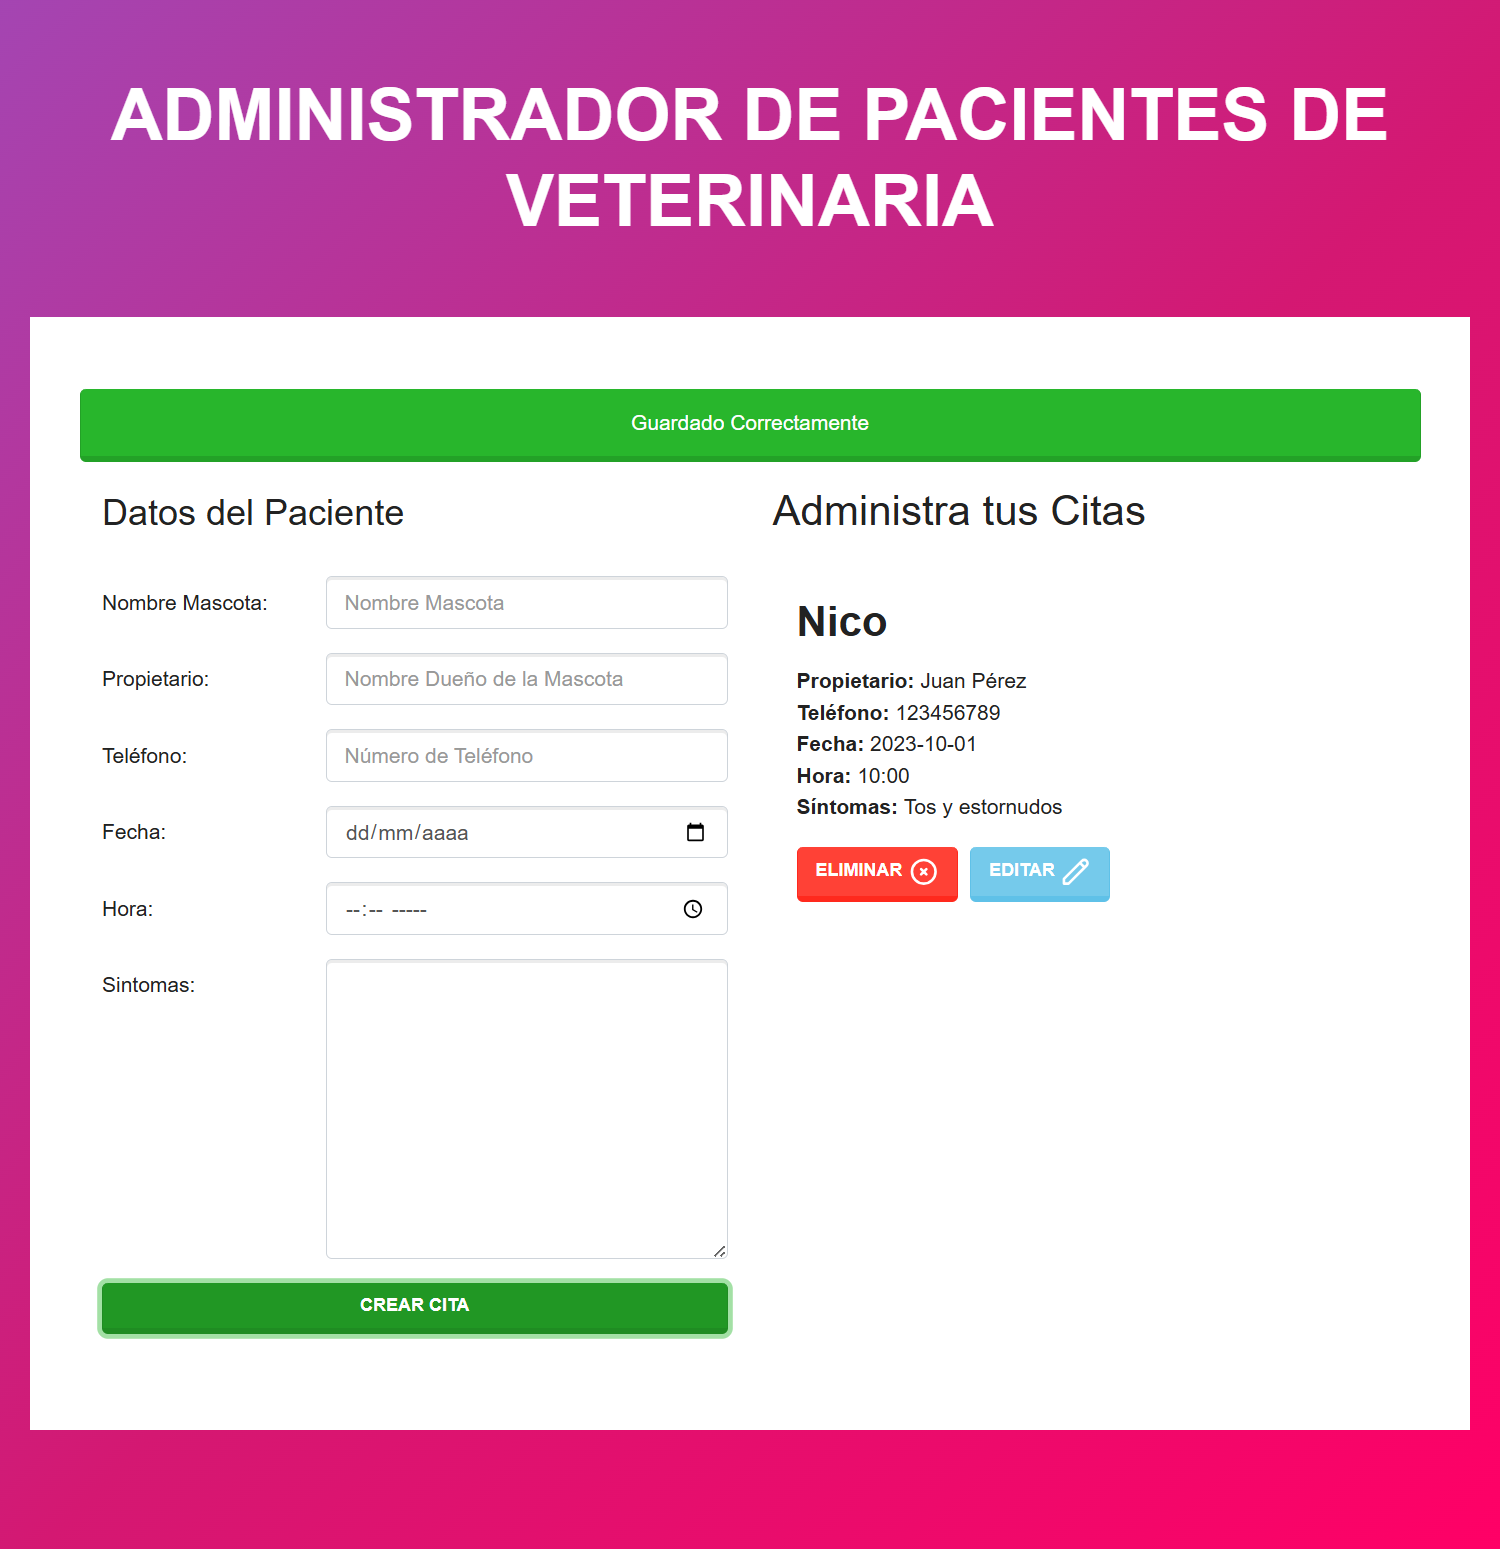 ADMINISTRADOR DE PACIENTES DE
VETERINARIA
Guardado Correctamente
Datos del Paciente
Nombre Mascota:
Nombre Mascota
Propietario:
Nombre Dueño de la Mascota
Teléfono:
Número de Teléfono
Fecha:
dd/mm/aaaa
Hora:
--:-- -----
Sintomas:
CREAR CITA
Administra tus Citas
Nico
Propietario: Juan Pérez
Teléfono: 123456789
Fecha: 2023-10-01
Hora: 10:00
Síntomas: Tos y estornudos
ELIMINAR
EDITAR